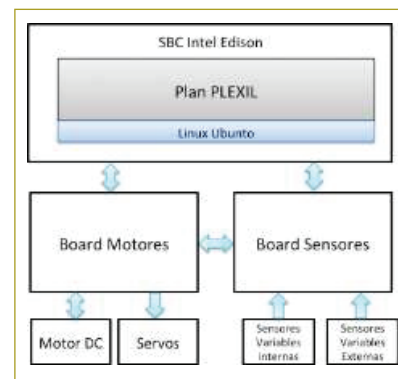 SBC Intel Edison
Plan PLEXIL
Linux Ubunto
Board Motores
Board Sensores
Motor DC
Servos
Sensores
Variables
Internas
Sensores
Variables
Externas